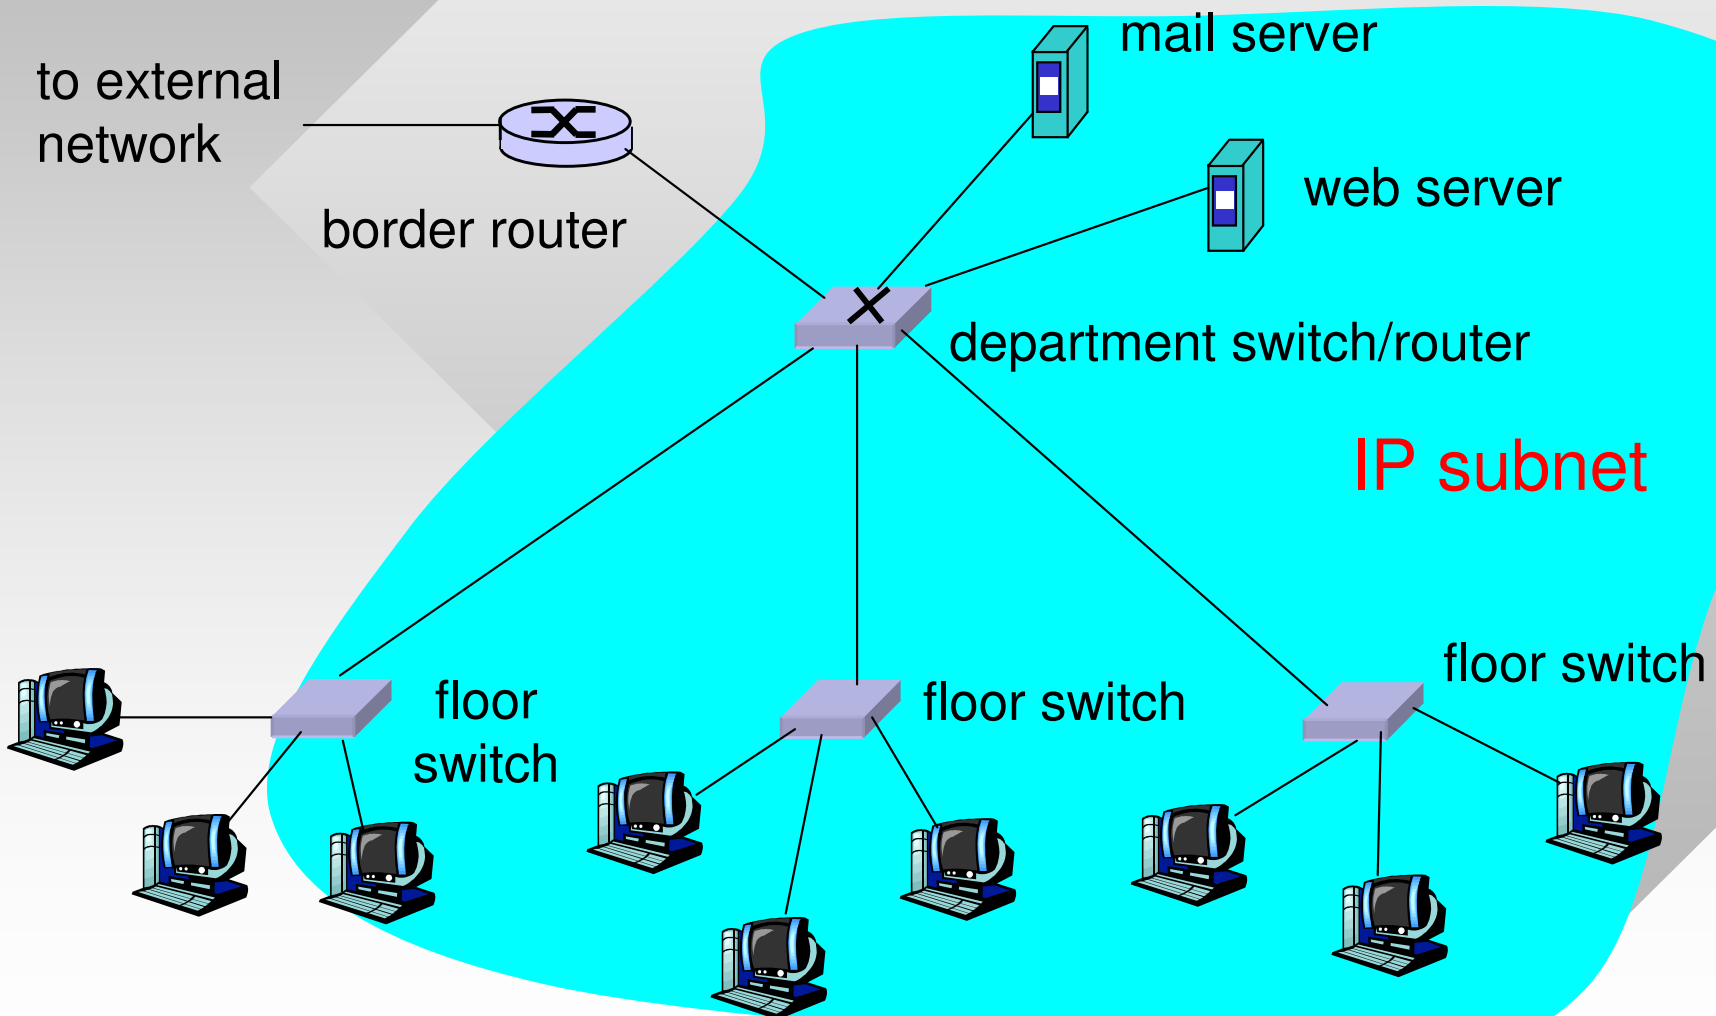 mail server
to external
network
web server
border router
department switch/router
IP subnet
floor switch
floor
switch
floor switch